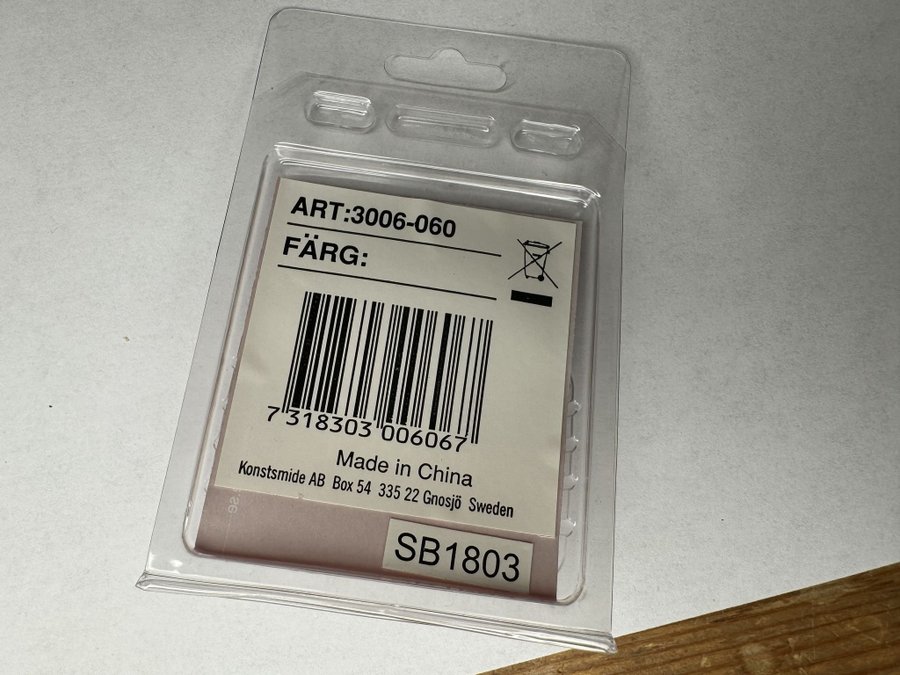 ART:3006-060
FÄRG:
7 318303 006067
Made in China
Konstsmide AB Box 54 335 22 Gnosjö Sweden
SB1803